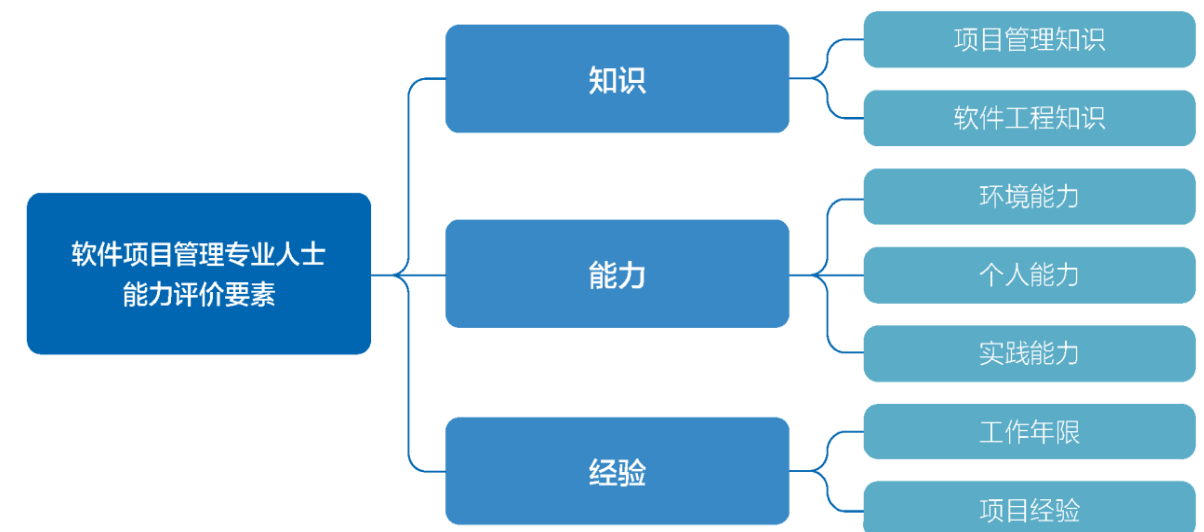 软件项目管理专业人士
能力评价要素
知识
项目管理知识
软件工程知识
能力
环境能力
个人能力
实践能力
经验
工作年限
项目经验